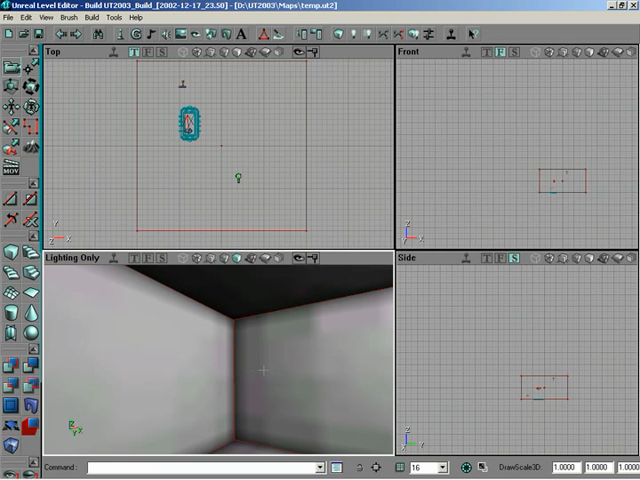 Unreal Level Editor - Build UT2003_Build_[2002-12-17_23.50] - [D:\UT2003\Maps\temp.ut2]
File Edit View Brush Build Tools Help
Top
T F S
Front
T F S
MOV
Y
Z X
Z
Y X
Lighting Only
T F S
Side
T F S
Z
Y
Z
X Y
Command :
16
DrawScale3D: 1.0000 1.0000 1.000